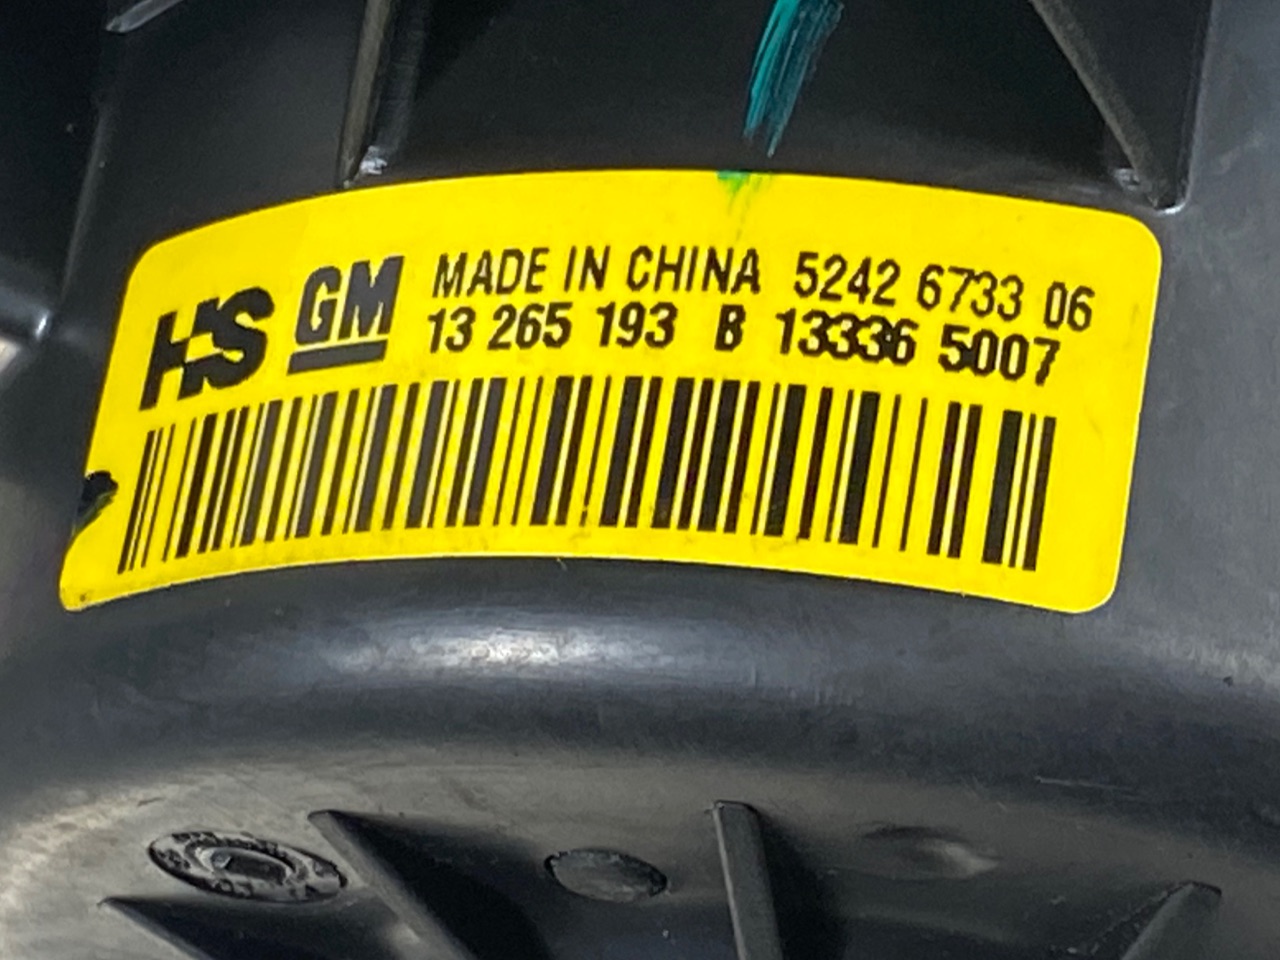 HS GM MADE IN CHINA 5242 6733 06
13 265 193 B 13336 5007